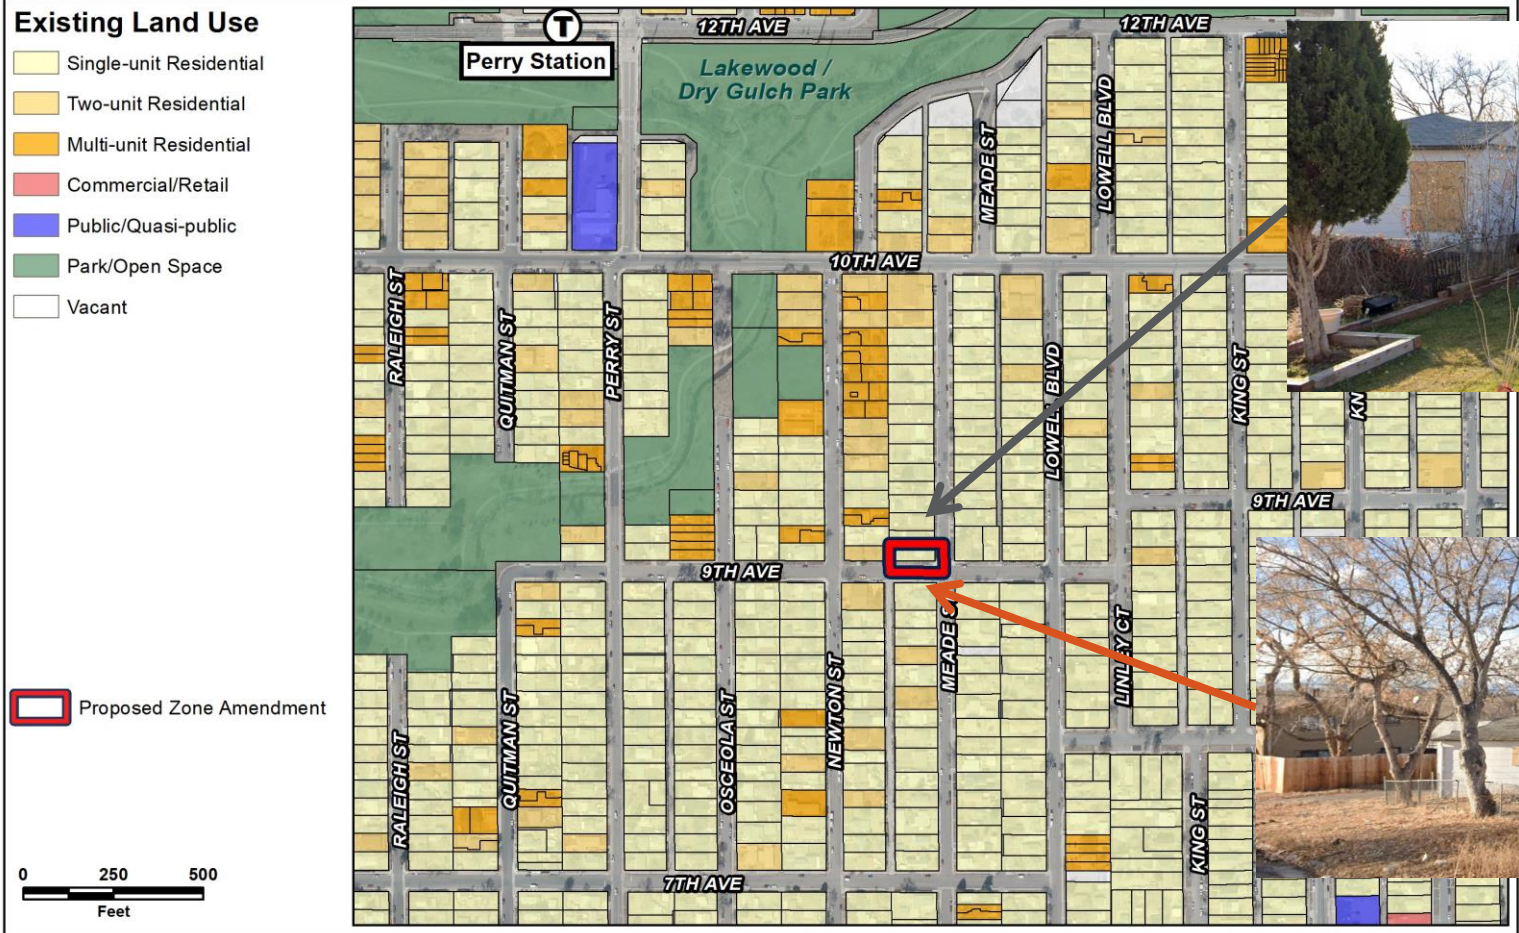 Existing Land Use
Single-unit Residential
Two-unit Residential
Multi-unit Residential
Commercial/Retail
Public/Quasi-public
Park/Open Space
Vacant
Proposed Zone Amendment
0 250 500
Feet
T
Perry Station
12TH AVE
12TH AVE
Lakewood /
Dry Gulch Park
MEADE ST
LOWELL BLVD
10TH AVE
RALEIGH ST
QUITMAN ST
PERRY ST
LOWELL BLVD
KING ST
KN
9TH AVE
9TH AVE
MEADE S
LINLEY CT
RALEIGH ST
QUITMAN ST
OSCEOLA ST
NEWTON ST
KING ST
7TH AVE